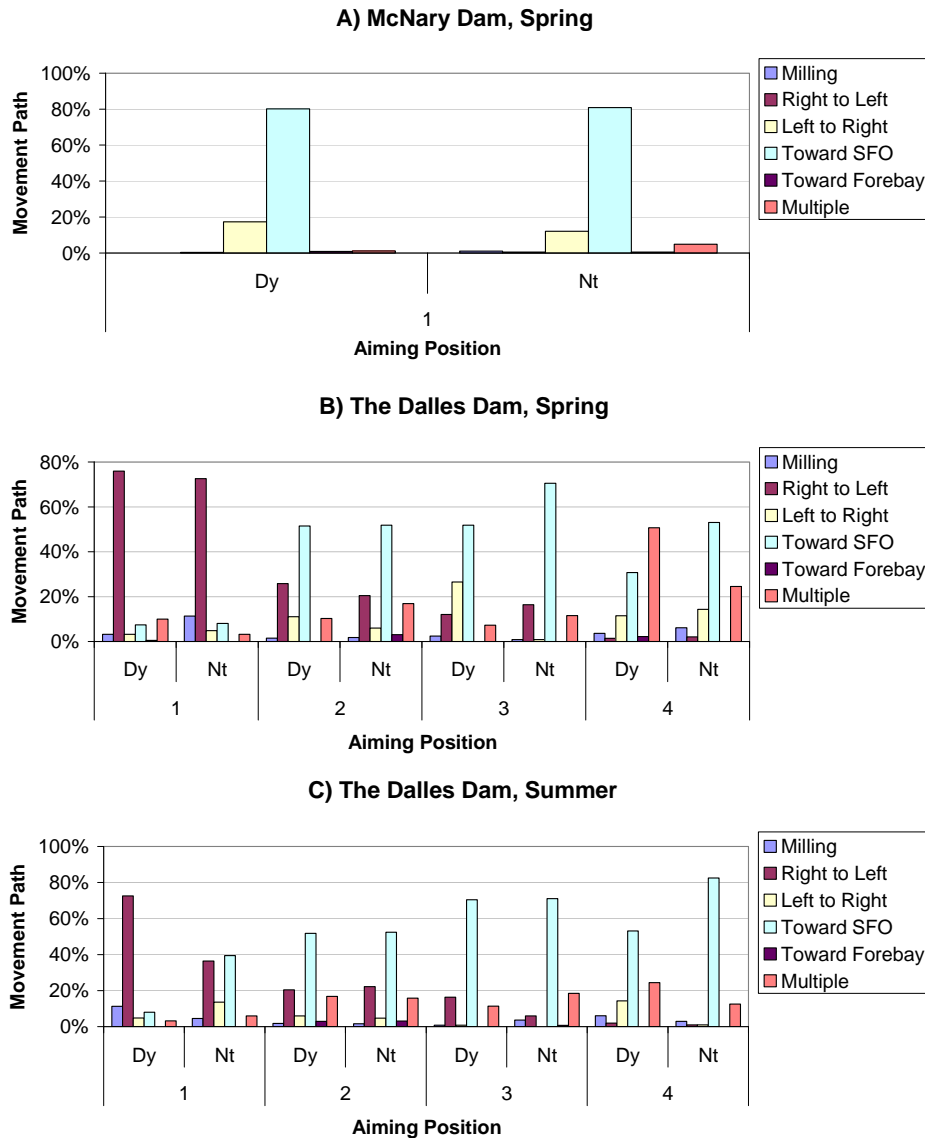 A) McNary Dam, Spring
100%
80%
60%
40%
20%
0%
Movement Path
Dy Nt
1
Aiming Position
Milling
Right to Left
Left to Right
Toward SFO
Toward Forebay
Multiple
B) The Dalles Dam, Spring
80%
60%
40%
20%
0%
Movement Path
Dy Nt Dy Nt Dy Nt Dy Nt
1 2 3 4
Aiming Position
Milling
Right to Left
Left to Right
Toward SFO
Toward Forebay
Multiple
C) The Dalles Dam, Summer
100%
80%
60%
40%
20%
0%
Movement Path
Dy Nt Dy Nt Dy Nt Dy Nt
1 2 3 4
Aiming Position
Milling
Right to Left
Left to Right
Toward SFO
Toward Forebay
Multiple